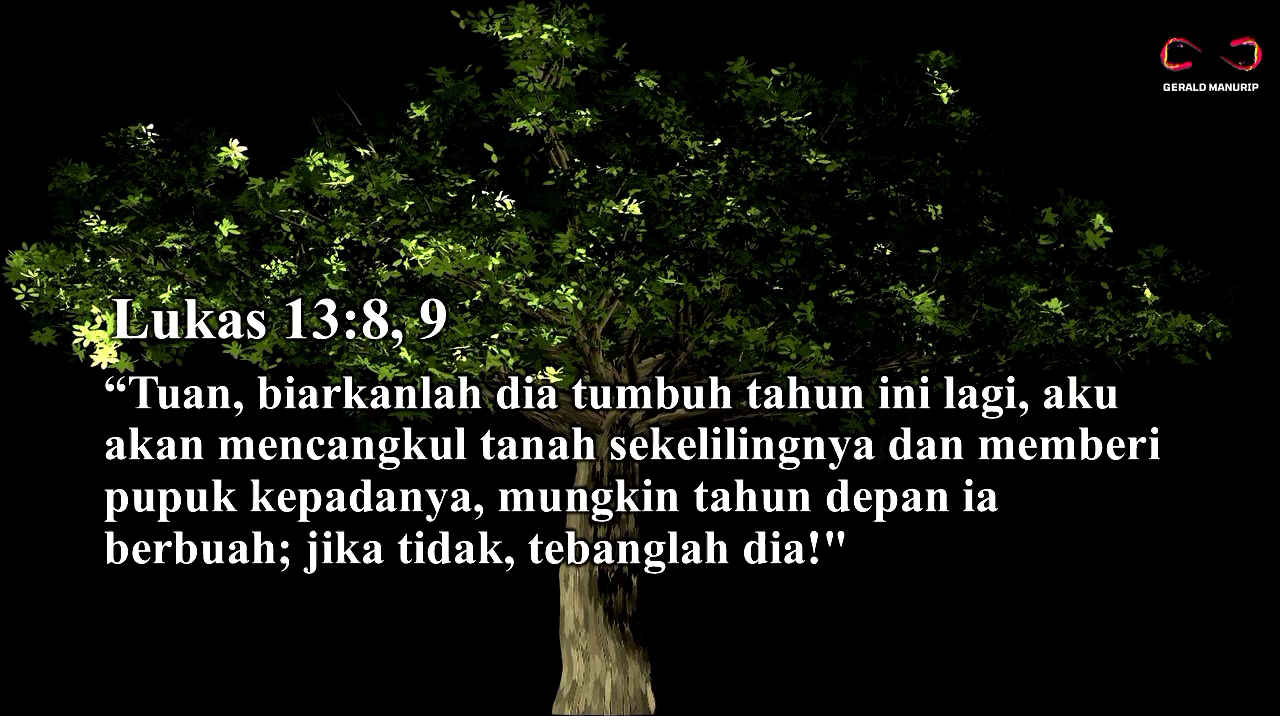 GERALD MANURIP
Lukas 13:8, 9
“Tuan, biarkanlah dia tumbuh tahun ini lagi, aku
akan mencangkul tanah sekelilingnya dan memberi
pupuk kepadanya, mungkin tahun depan ia
berbuah; jika tidak, tebanglah dia!"